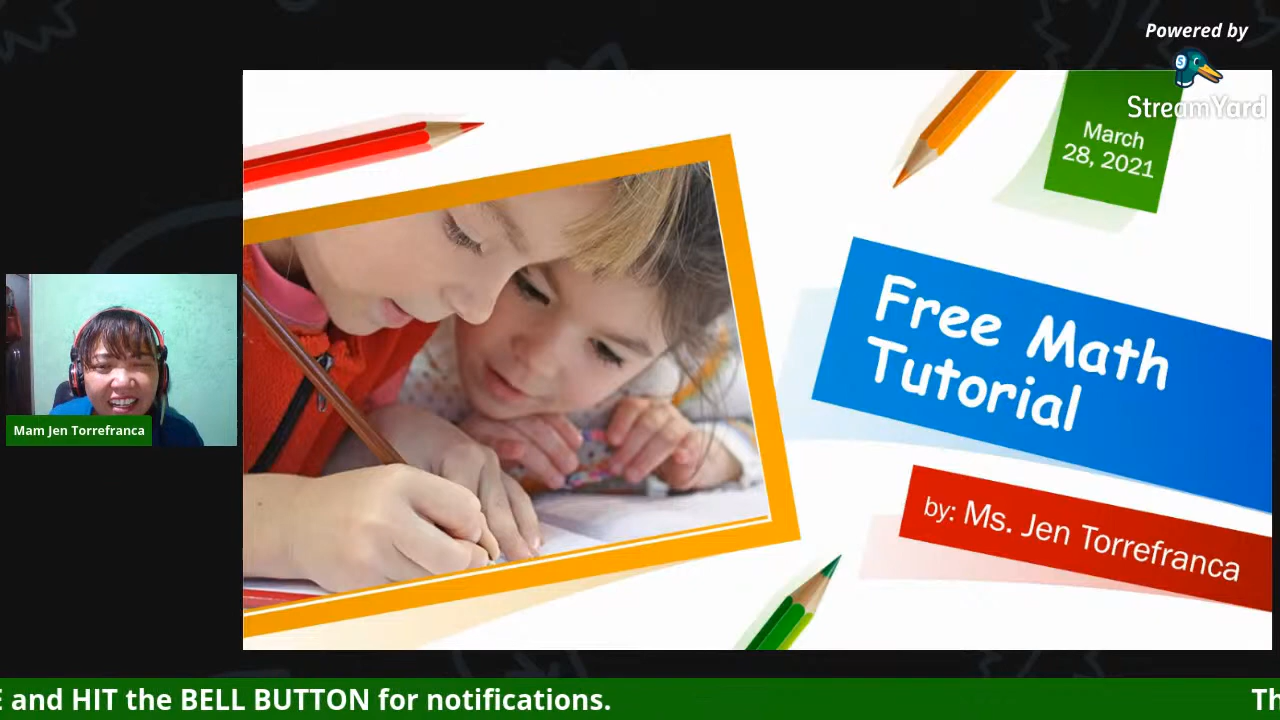 Powered by
StreamYard
March
28, 2021
Free Math
Tutorial
by: Ms. Jen Torrefranca
Mam Jen Torrefranca
and HIT the BELL BUTTON for notifications.